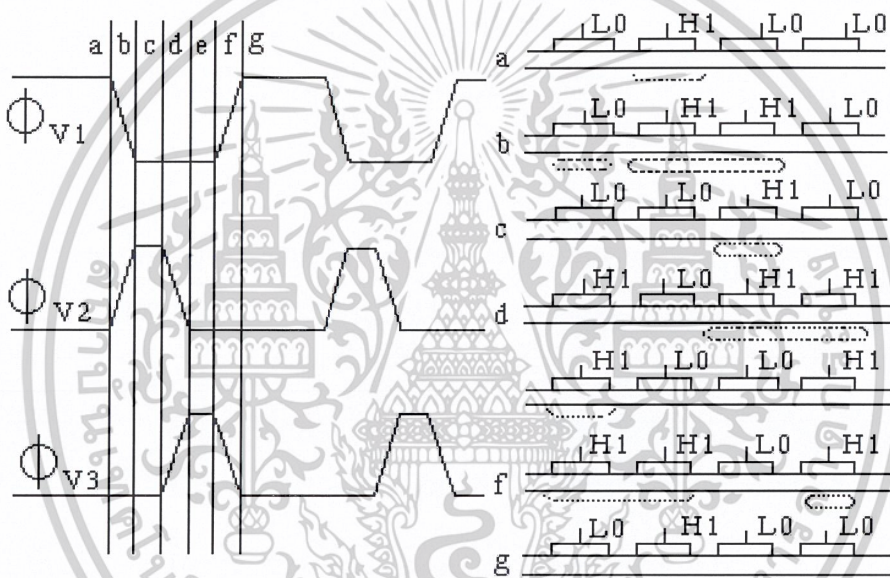 a b c d e f g
ΦV1
ΦV2
ΦV3
L0 H1 L0 L0
a
L0 H1 H1 L0
b
L0 L0 H1 L0
c
H1 L0 H1 H1
d
H1 L0 L0 H1
H1 H1 L0 H1
f
L0 H1 L0 L0
g